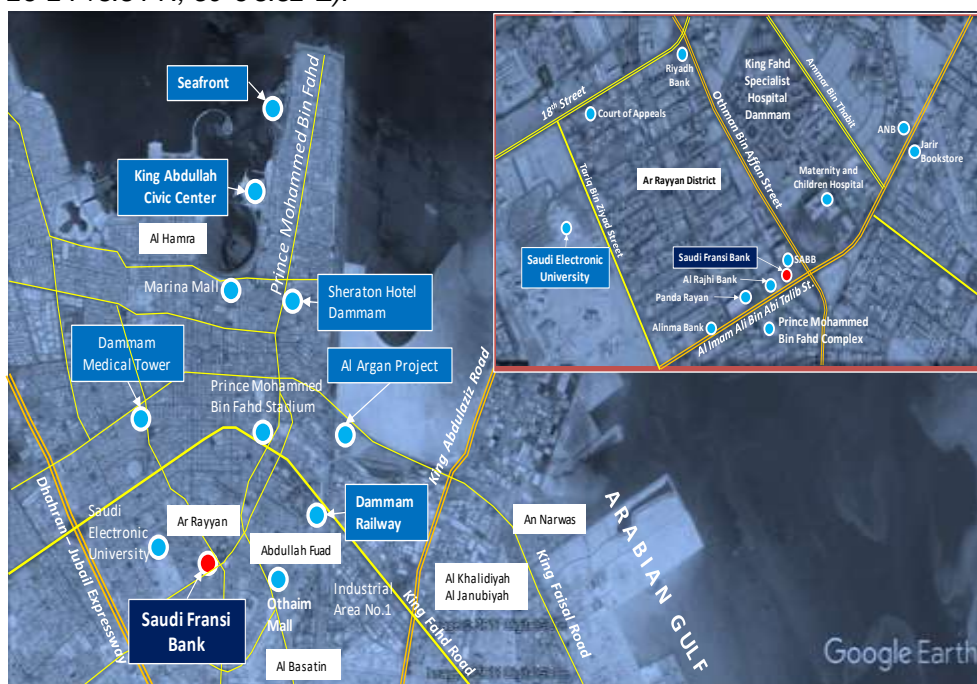 Seafront
King Abdullah
Civic Center
Al Hamra
Prince Mohammed Bin Fahd
Marina Mall
Sheraton Hotel
Dammam
Dammam
Medical Tower
Al Argan Project
Prince Mohammed
Bin Fahd Stadium
King Abdulaziz Road
Dhahran - Jubail Expressway
Saudi
Electronic
University
Ar Rayyan
Dammam
Railway
Abdullah Fuad
An Narwas
ARABIAN GULF
Saudi Fransi
Bank
Othaim
Mall
Industrial
Area No.1
King Fahd Road
Al Khalidiyah
Al Janubiyah
King Faisal Road
Al Basatin
Google Earth
Riyadh
Bank
King Fahd
Specialist
Hospital
Dammam
Ammar Bin Thabit
18th Street
Court of Appeals
Othman Bin Affan Street
ANB
Jarir
Bookstore
Tariq Bin Ziyad Street
Ar Rayyan District
Maternity
and Children Hospital
Saudi Electronic
University
Saudi Fransi Bank
SABB
Al Rajhi Bank
Panda Rayan
Al Imam Ali Bin Abi Talib St.
Alinma Bank
Prince Mohammed
Bin Fahd Complex